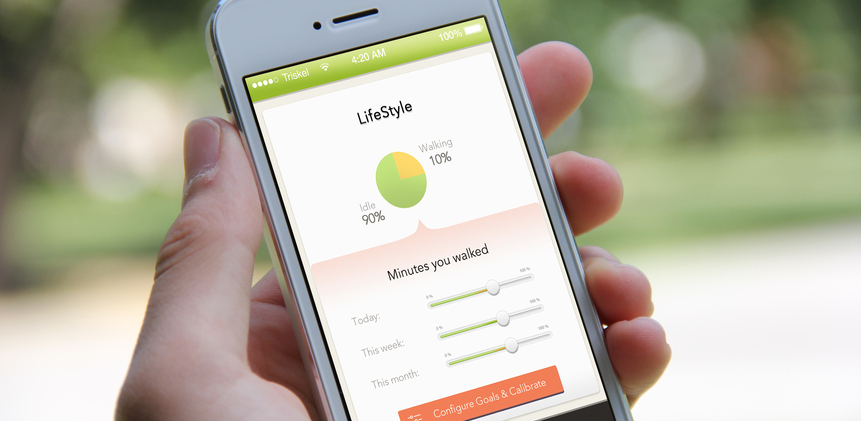 Triskel 4:20 AM 100%
LifeStyle
Walking
10%
Idle
90%
Minutes you walked
Today:
0 % 100 %
This week:
0 % 100 %
This month:
0 % 100 %
Configure Goals & Calibrate